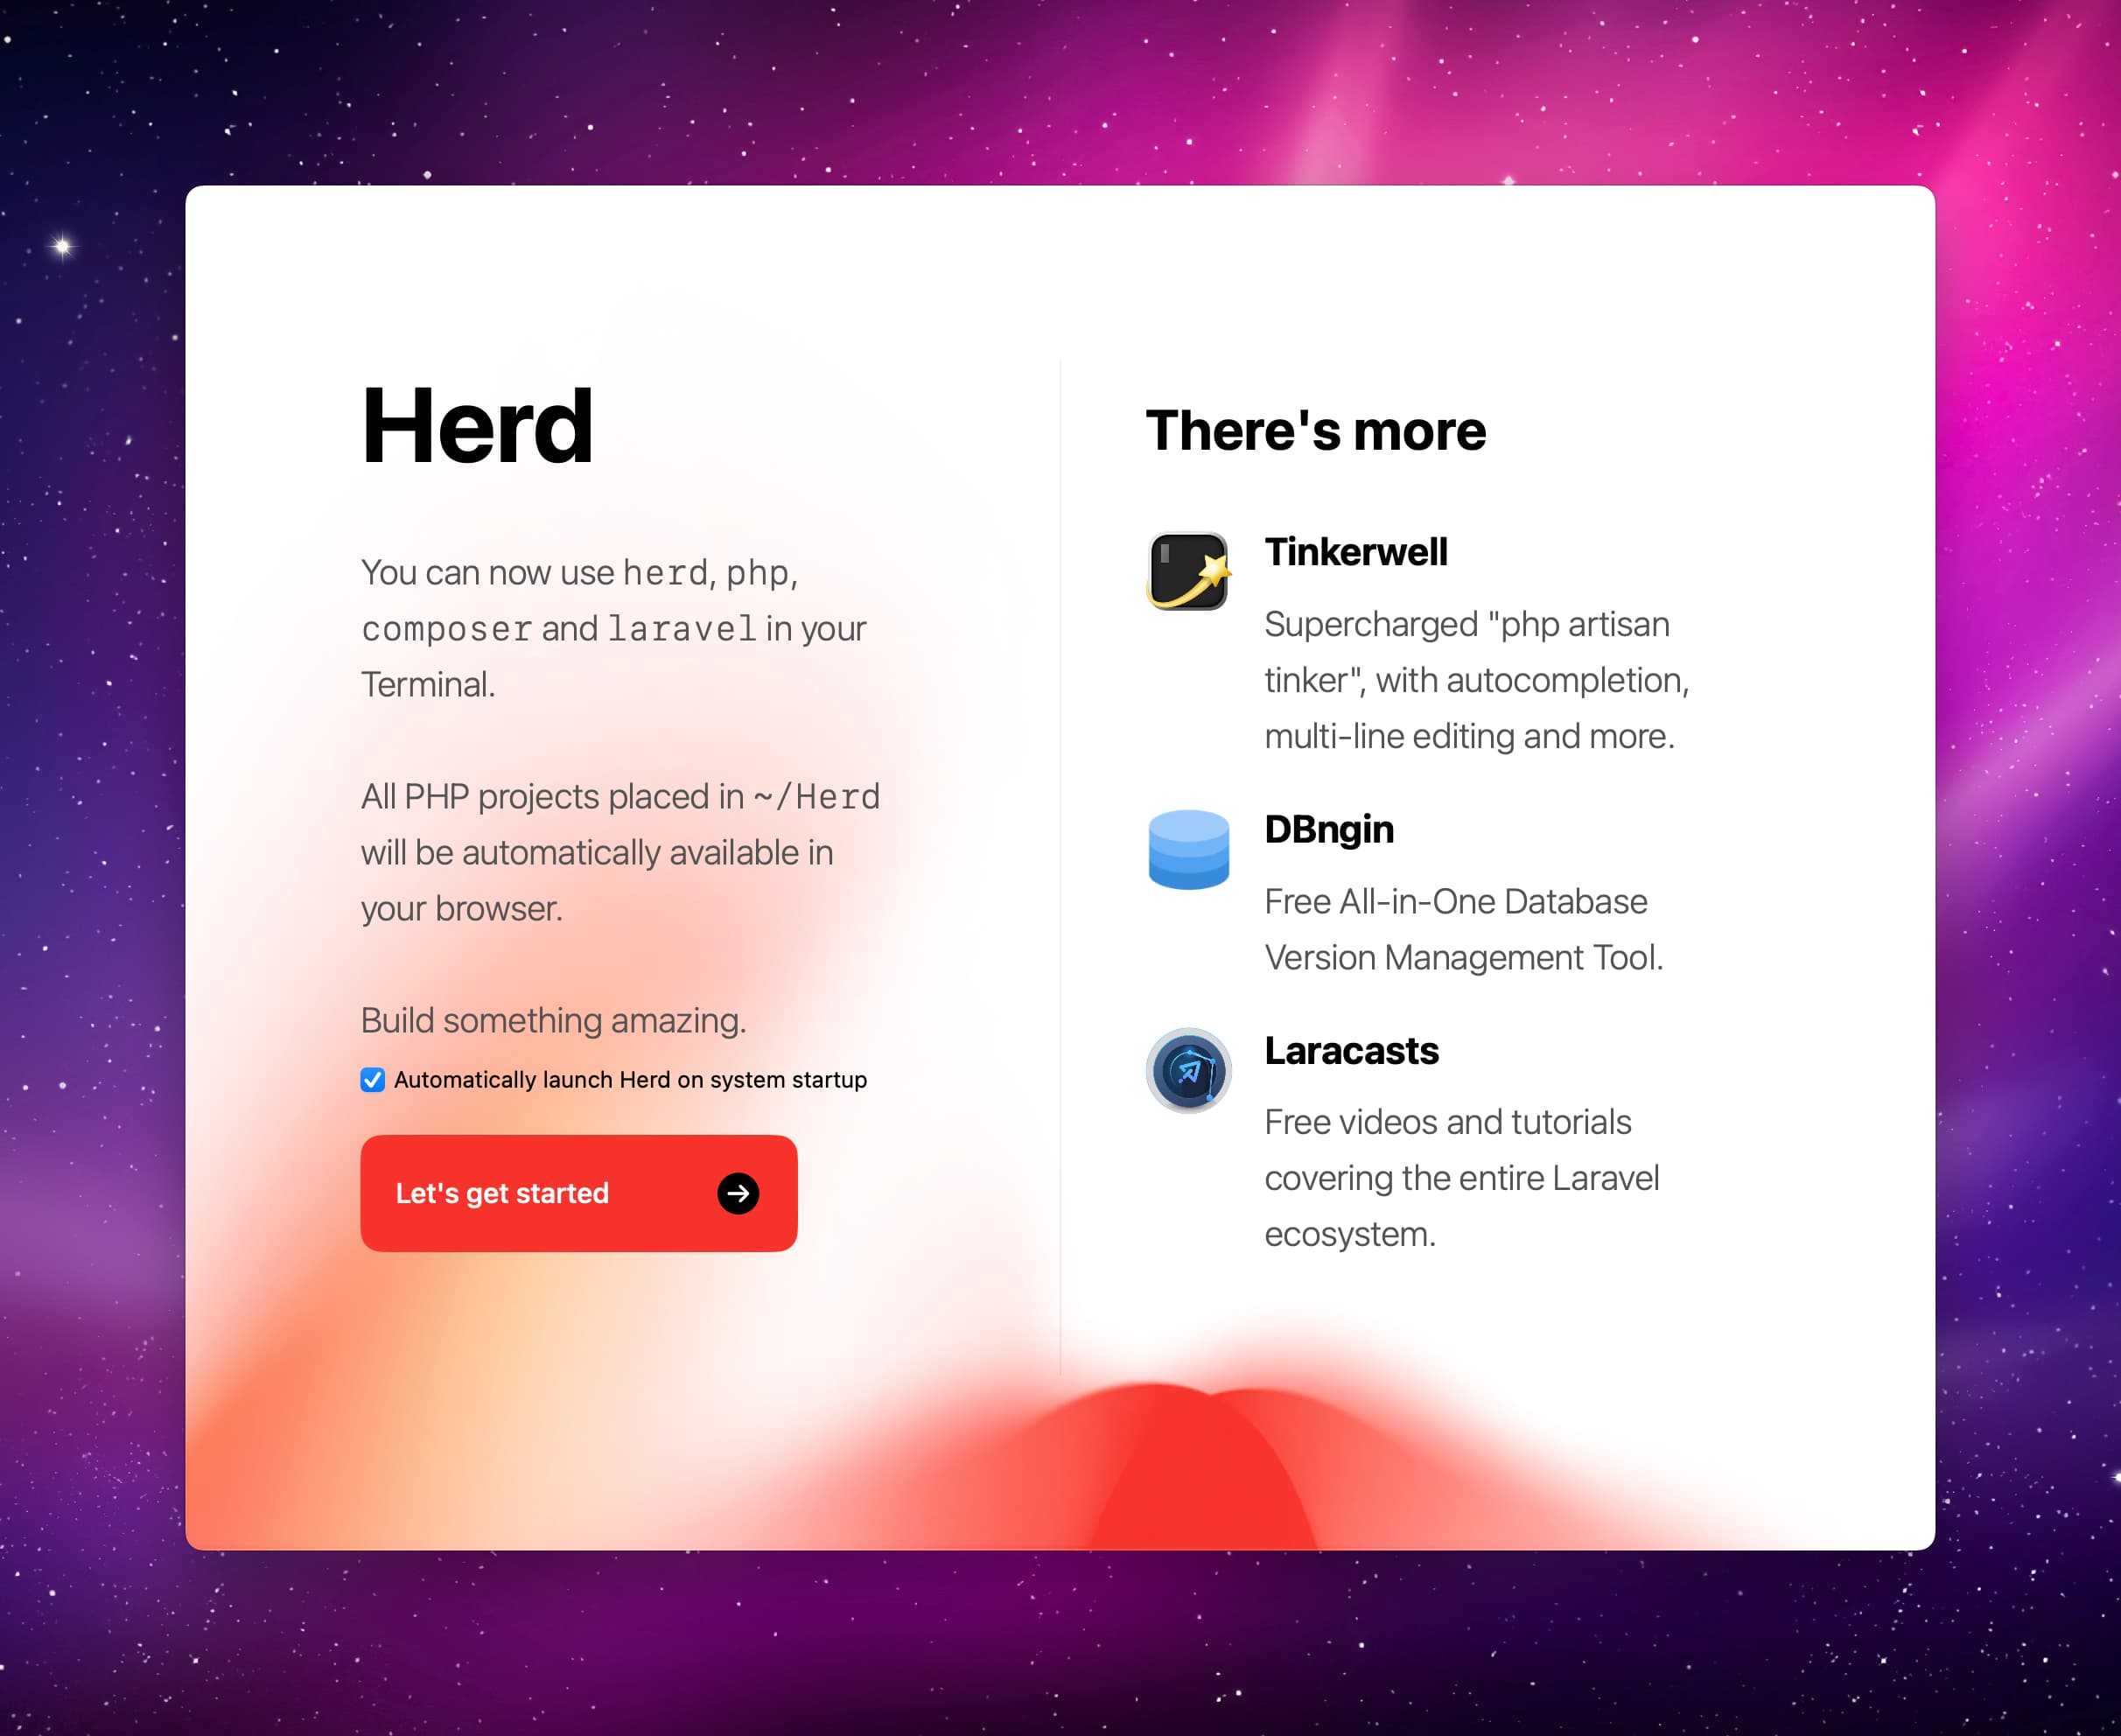 Herd
You can now use herd, php,
composer and laravel in your
Terminal.
All PHP projects placed in ~/Herd
will be automatically available in
your browser.
Build something amazing.
Automatically launch Herd on system startup
Let's get started
There's more
Tinkerwell
Supercharged "php artisan
tinker", with autocompletion,
multi-line editing and more.
DBngin
Free All-in-One Database
Version Management Tool.
Laracasts
Free videos and tutorials
covering the entire Laravel
ecosystem.